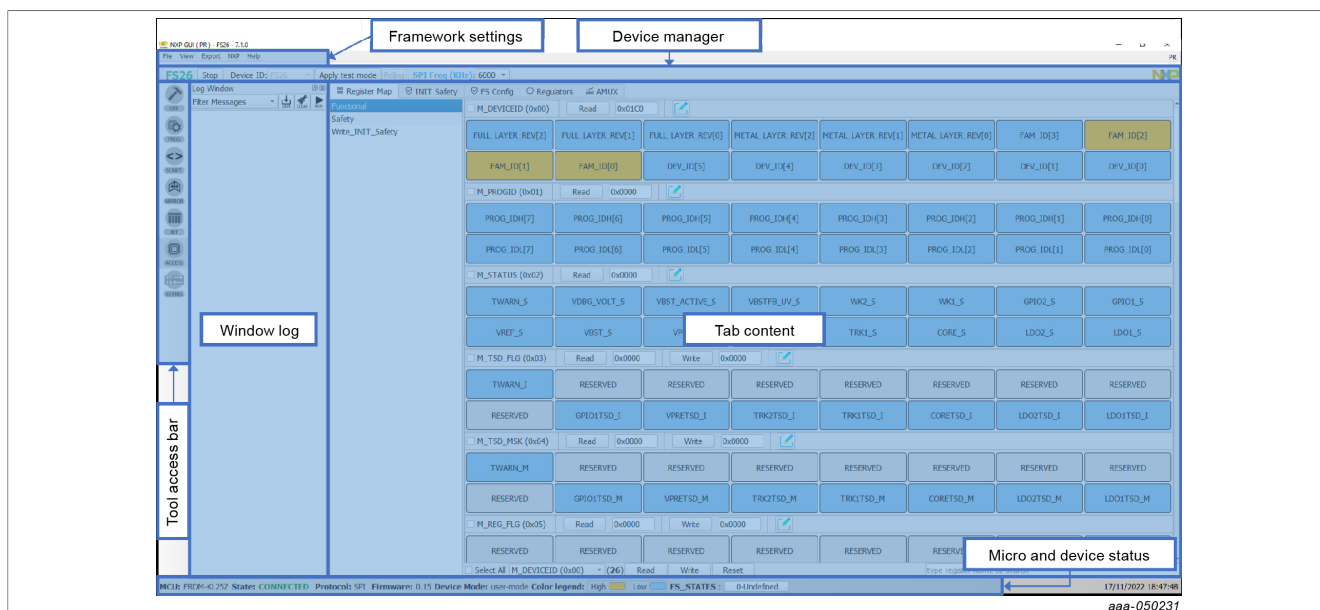 Framework settings
Device manager
NXP GUI ( PR ) - FS26 - 7.1.0
File View Export NXP Help
PR
FS26 Stop Device ID: FS26 Apply test mode Polling SPI Freq (KHz): 6000
NXP
Log Window
Register Map INIT Safety FS Config Regulators AMUX
Filter Messages
Functional
Safety
Write_INIT_Safety
M_DEVICEID (0x00) Read 0x01C0
FULL_LAYER_REV[2] FULL_LAYER_REV[1] FULL_LAYER_REV[0] METAL_LAYER_REV[2] METAL_LAYER_REV[1] METAL_LAYER_REV[0] FAM_ID[3] FAM_ID[2]
FAM_ID[1] FAM_ID[0] DEV_ID[5] DEV_ID[4] DEV_ID[3] DEV_ID[2] DEV_ID[1] DEV_ID[0]
M_PROGID (0x01) Read 0x0000
PROG_IDH[7] PROG_IDH[6] PROG_IDH[5] PROG_IDH[4] PROG_IDH[3] PROG_IDH[2] PROG_IDH[1] PROG_IDH[0]
PROG_IDL[7] PROG_IDL[6] PROG_IDL[5] PROG_IDL[4] PROG_IDL[3] PROG_IDL[2] PROG_IDL[1] PROG_IDL[0]
M_STATUS (0x02) Read 0x0000
TWARN_S VDBG_VOLT_S VBST_ACTIVE_S VBSTFB_UV_S WK2_S WK1_S GPIO2_S GPIO1_S
VREF_S VBST_S TRK1_S CORE_S LDO2_S LDO1_S
M_TSD_FLG (0x03) Read 0x0000 Write 0x0000
TWARN_I RESERVED RESERVED RESERVED RESERVED RESERVED RESERVED RESERVED
RESERVED GPIO1TSD_I VPRETSD_I TRK2TSD_I TRK1TSD_I CORETSD_I LDO2TSD_I LDO1TSD_I
M_TSD_MSK (0x04) Read 0x0000 Write 0x0000
TWARN_M RESERVED RESERVED RESERVED RESERVED RESERVED RESERVED RESERVED
RESERVED GPIO1TSD_M VPRETSD_M TRK2TSD_M TRK1TSD_M CORETSD_M LDO2TSD_M LDO1TSD_M
M_REG_FLG (0x05) Read 0x0000 Write 0x0000
RESERVED RESERVED RESERVED RESERVED RESERVED
Select All M_DEVICEID (0x00) (26) Read Write Reset
PROG
SCRIPT
MIRROR
ACCESS
Window log
Tab content
Tool access bar
Micro and device status
MCU: FRDM-KL25Z State: CONNECTED Protocol: SPI Firmware: 0.15 Device Mode: user-mode Color legend: High Low FS_STATES : 0-Undefined
17/11/2022 18:47:48
aaa-050231